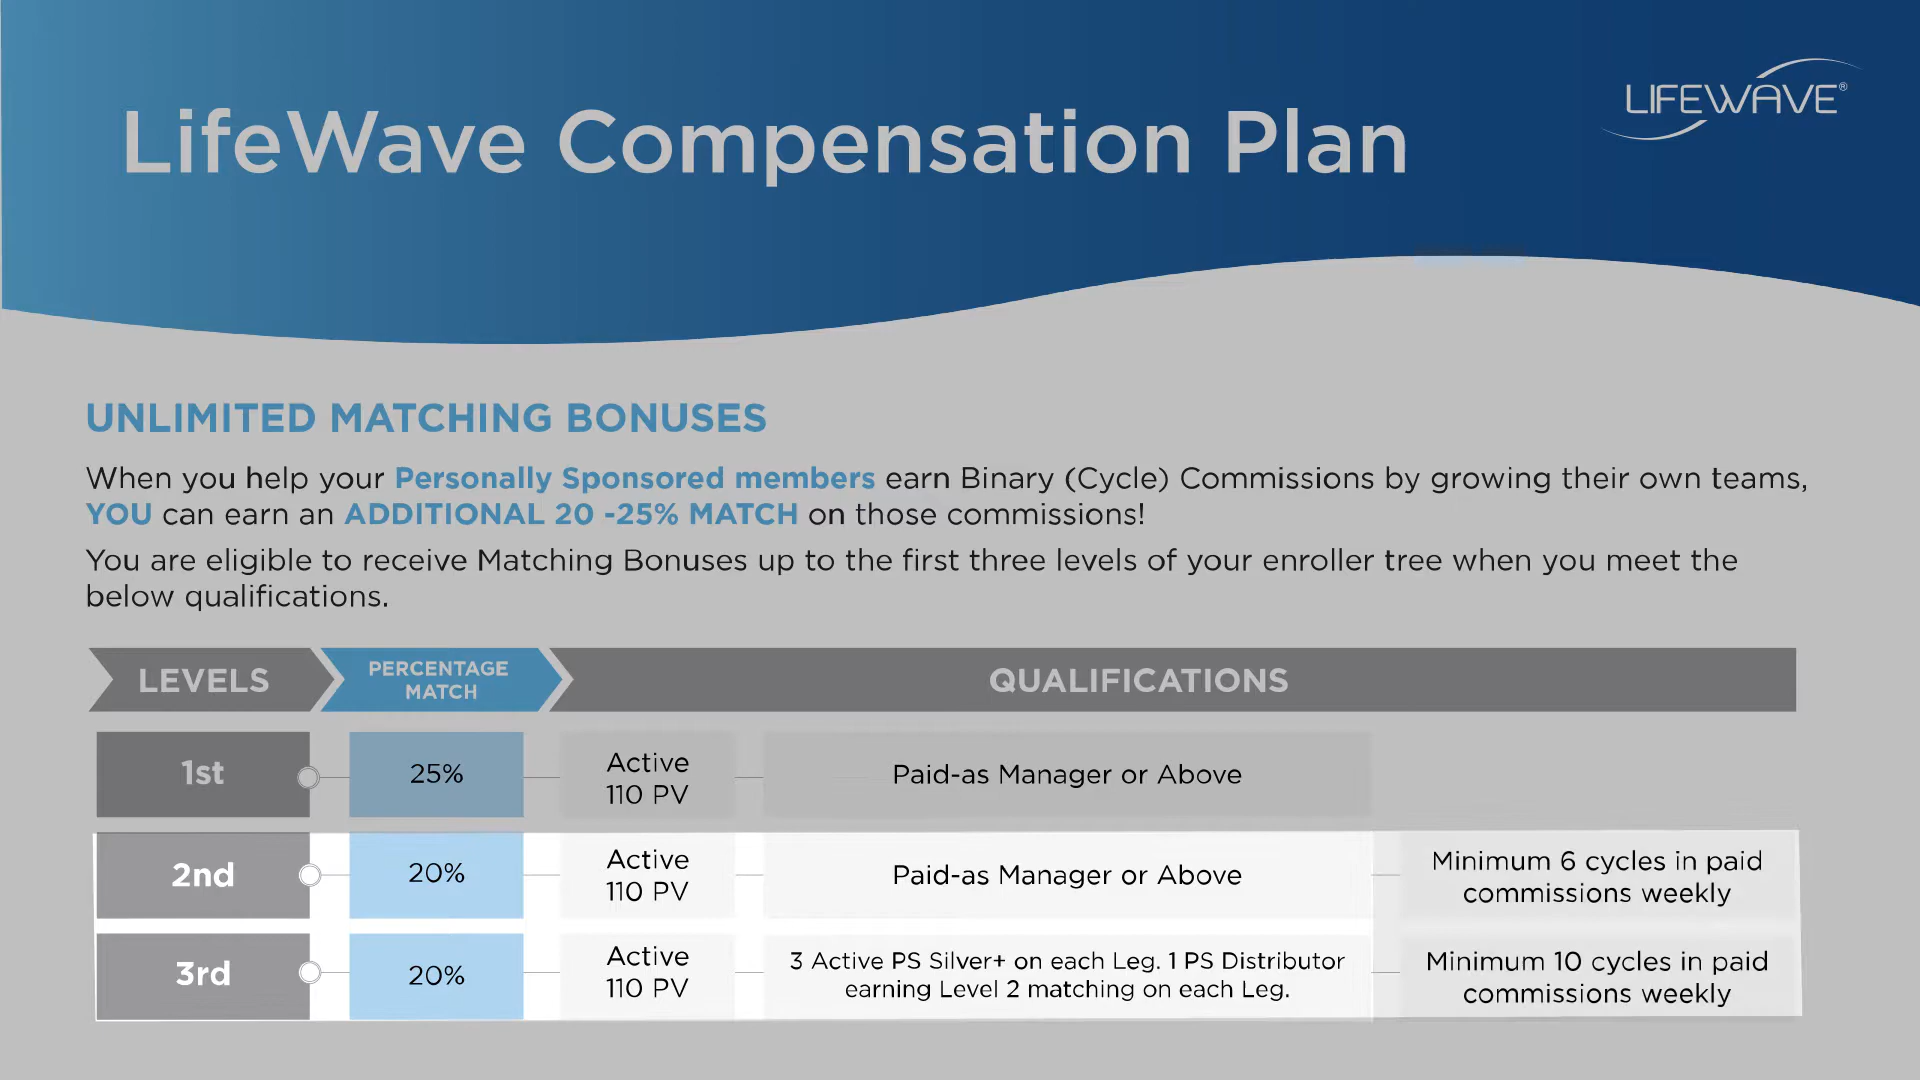 LifeWave Compensation Plan
LIFEWAVE®
UNLIMITED MATCHING BONUSES
When you help your Personally Sponsored members earn Binary (Cycle) Commissions by growing their own teams,
YOU can earn an ADDITIONAL 20 -25% MATCH on those commissions!
You are eligible to receive Matching Bonuses up to the first three levels of your enroller tree when you meet the
below qualifications.
LEVELS
PERCENTAGE
MATCH
QUALIFICATIONS
1st
25%
Active
110 PV
Paid-as Manager or Above
2nd
20%
Active
110 PV
Paid-as Manager or Above
Minimum 6 cycles in paid
commissions weekly
3rd
20%
Active
110 PV
3 Active PS Silver+ on each Leg. 1 PS Distributor
earning Level 2 matching on each Leg.
Minimum 10 cycles in paid
commissions weekly